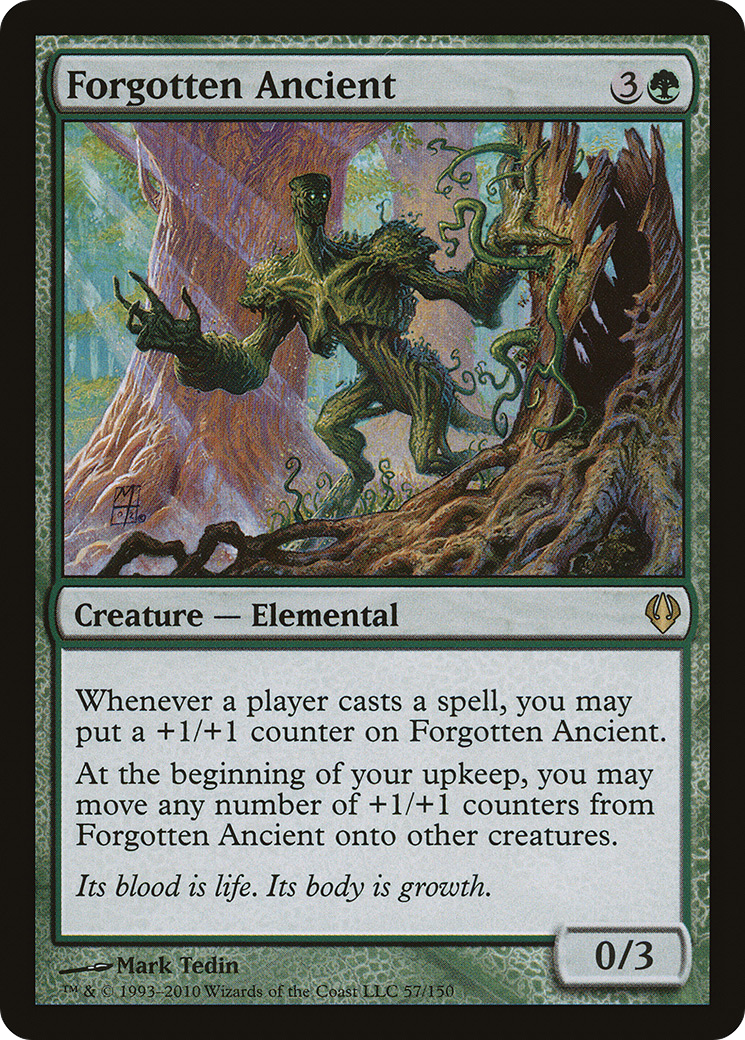 Forgotten Ancient 3
Creature — Elemental
Whenever a player casts a spell, you may
put a +1/+1 counter on Forgotten Ancient.
At the beginning of your upkeep, you may
move any number of +1/+1 counters from
Forgotten Ancient onto other creatures.
Its blood is life. Its body is growth.
0/3
Mark Tedin
™ & © 1993–2010 Wizards of the Coast LLC 57/150